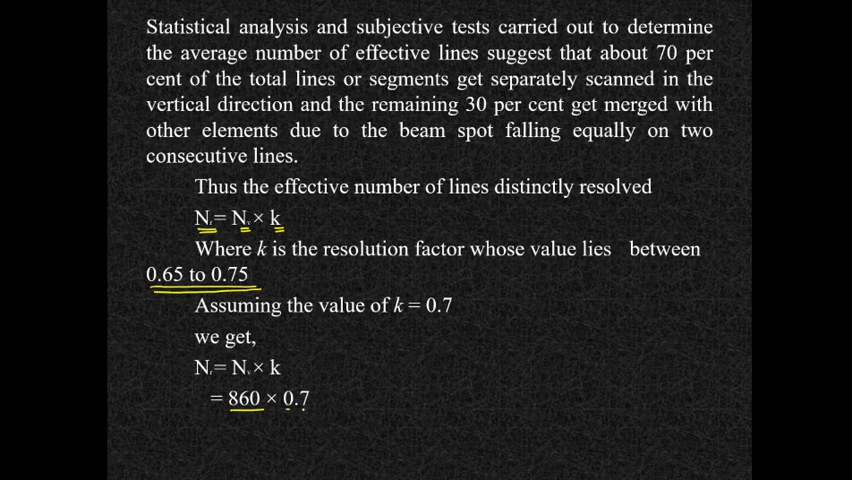 Statistical analysis and subjective tests carried out to determine
the average number of effective lines suggest that about 70 per
cent of the total lines or segments get separately scanned in the
vertical direction and the remaining 30 per cent get merged with
other elements due to the beam spot falling equally on two
consecutive lines.
Thus the effective number of lines distinctly resolved
Nᵣ= Nᵥ × k
Where k is the resolution factor whose value lies between
0.65 to 0.75
Assuming the value of k = 0.7
we get,
Nᵣ= Nᵥ × k
= 860 × 0.7